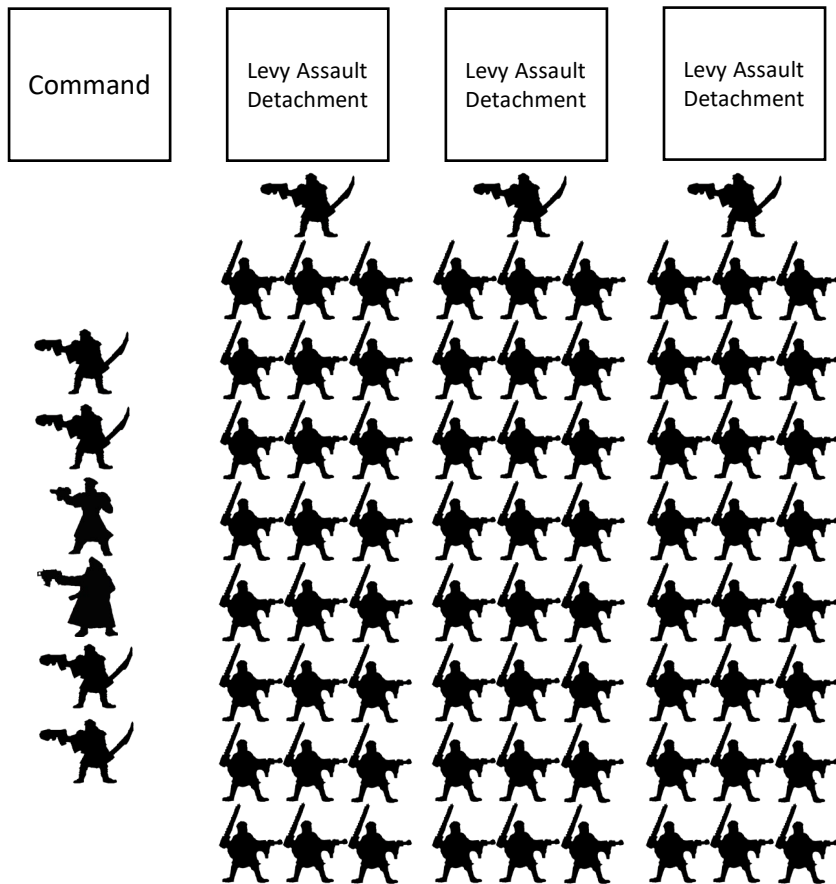 Command
Levy Assault
Detachment
Levy Assault
Detachment
Levy Assault
Detachment